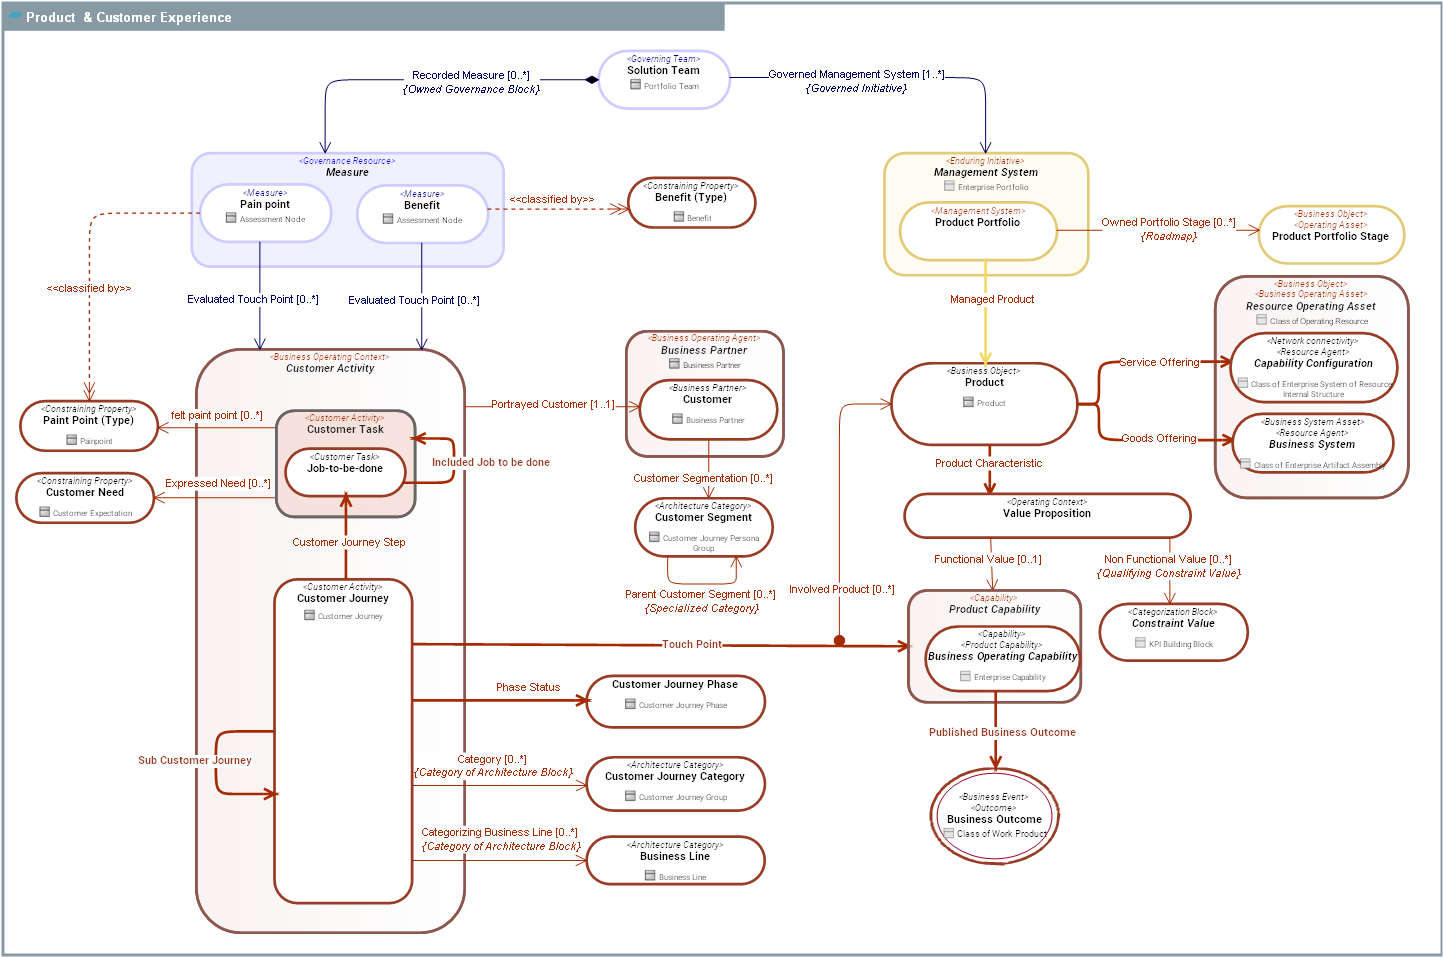 Product & Customer Experience
<Governing Team>
Solution Team
Portfolio Team
Recorded Measure [0..*]
{Owned Governance Block}
Governed Management System [1..*]
{Governed Initiative}
<Governance Resource>
Measure
<Measure>
Pain point
Assessment Node
<Measure>
Benefit
Assessment Node
<<classified by>>
<Constraining Property>
Benefit (Type)
Benefit
<Enduring Initiative>
Management System
Enterprise Portfolio
<Management System>
Product Portfolio
Owned Portfolio Stage [0..*]
{Roadmap}
<Business Object>
<Operating Asset>
Product Portfolio Stage
<<classified by>>
Evaluated Touch Point [0..*]
Evaluated Touch Point [0..*]
Managed Product
<Business Object>
<Business Operating Asset>
Resource Operating Asset
Class of Operating Resource
<Network connectivity>
<Resource Agent>
Capability Configuration
Class of Enterprise System of Resource
Internal Structure
<Business System Asset>
<Resource Agent>
Business System
Class of Enterprise Artifact Assembly
Service Offering
Goods Offering
<Business Operating Context>
Customer Activity
<Business Operating Agent>
Business Partner
Business Partner
<Business Partner>
Customer
Business Partner
Portrayed Customer [1..1]
<Business Object>
Product
Product
<Constraining Property>
Paint Point (Type)
Painpoint
felt paint point [0..*]
<Customer Activity>
Customer Task
<Customer Task>
Job-to-be-done
Included Job to be done
<Constraining Property>
Customer Need
Customer Expectation
Expressed Need [0..*]
Customer Segmentation [0..*]
<Architecture Category>
Customer Segment
Customer Journey Persona
Group
Parent Customer Segment [0..*]
{Specialized Category}
Product Characteristic
<Operating Context>
Value Proposition
Functional Value [0..1]
Non Functional Value [0..*]
{Qualifying Constraint Value}
Customer Journey Step
<Customer Activity>
Customer Journey
Customer Journey
Involved Product [0..*]
<Capability>
Product Capability
<Capability>
<Product Capability>
Business Operating Capability
Enterprise Capability
<Categorization Block>
Constraint Value
KPI Building Block
Touch Point
Phase Status
Customer Journey Phase
Customer Journey Phase
Sub Customer Journey
Published Business Outcome
Category [0..*]
{Category of Architecture Block}
<Architecture Category>
Customer Journey Category
Customer Journey Group
<Business Event>
<Outcome>
Business Outcome
Class of Work Product
Categorizing Business Line [0..*]
{Category of Architecture Block}
<Architecture Category>
Business Line
Business Line